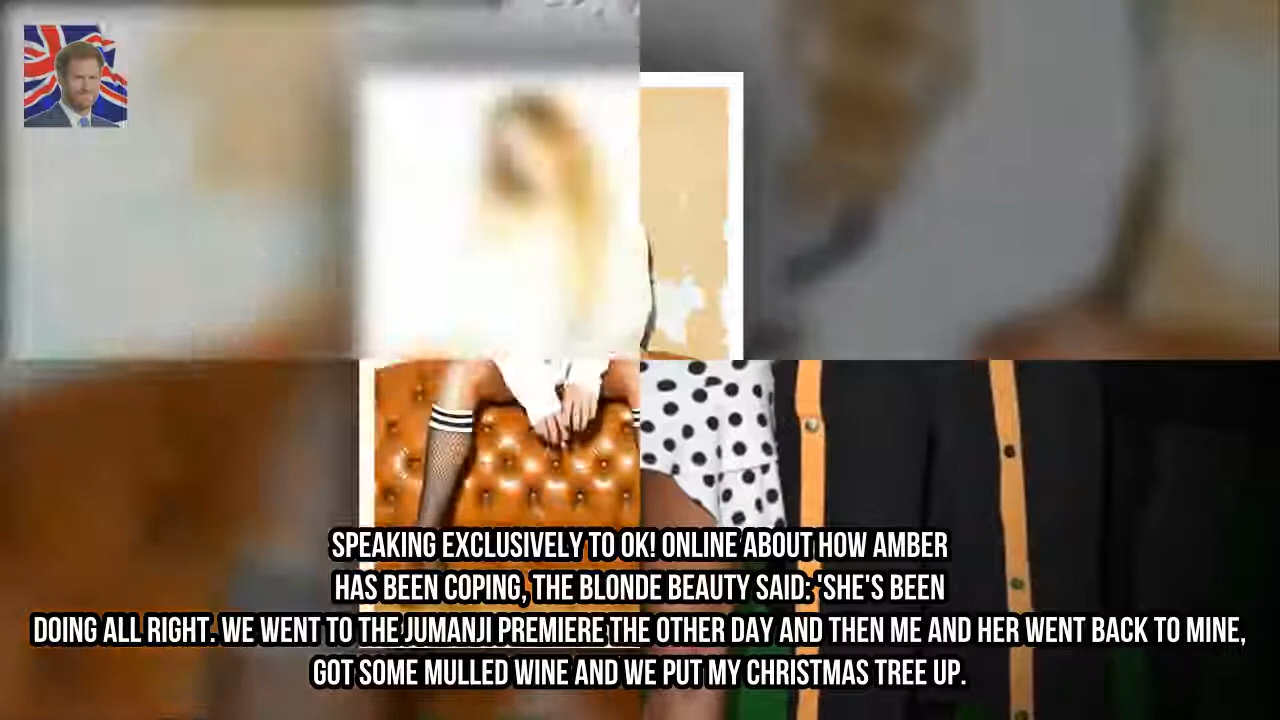 SPEAKING EXCLUSIVELY TO OK! ONLINE ABOUT HOW AMBER
HAS BEEN COPING, THE BLONDE BEAUTY SAID: 'SHE'S BEEN
DOING ALL RIGHT. WE WENT TO THE JUMANJI PREMIERE THE OTHER DAY AND THEN ME AND HER WENT BACK TO MINE,
GOT SOME MULLED WINE AND WE PUT MY CHRISTMAS TREE UP.